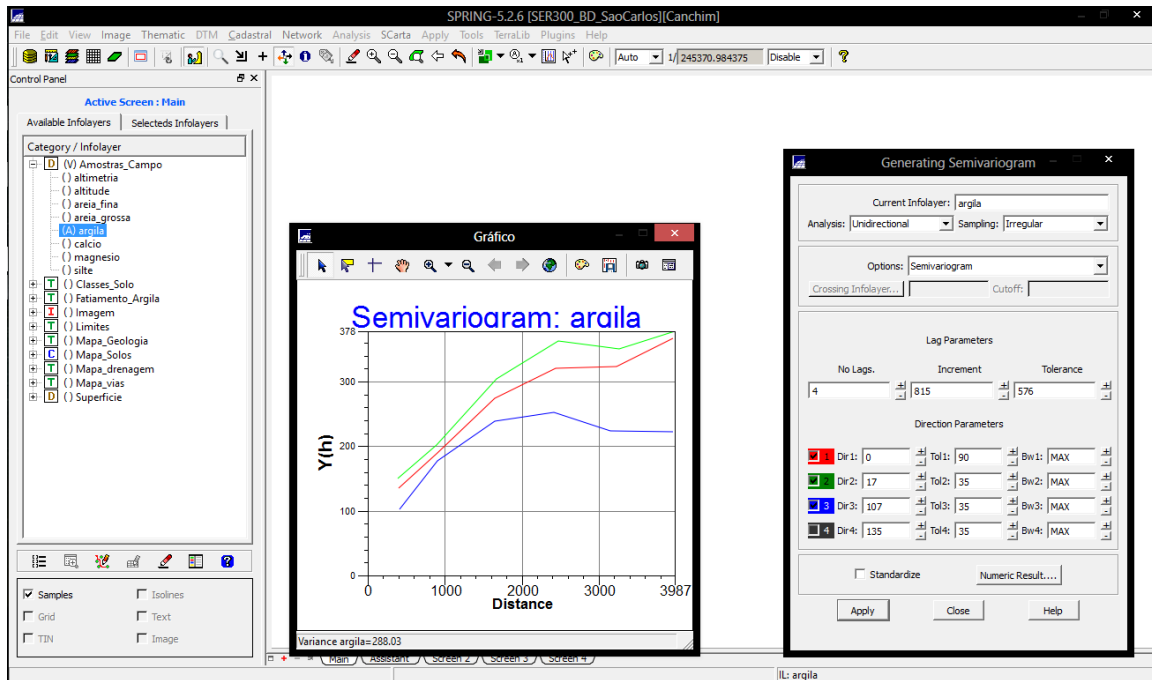 SPRING-5.2.6 [SER300_BD_SaoCarlos][Canchim]
File Edit View Image Thematic DTM Cadastral Network Analysis SCarta Apply Tools TerraLib Plugins Help
Auto 1/ 245370.984375 Disable
Control Panel
Active Screen : Main
Available Infolayers Selecteds Infolayers
Category / Infolayer
D (V) Amostras_Campo
() altimetria
() altitude
() areia_fina
() areia_grossa
(A) argila
() calcio
() magnesio
() silte
T () Classes_Solo
T () Fatiamento_Argila
I () Imagem
T () Limites
T () Mapa_Geologia
C () Mapa_Solos
T () Mapa_drenagem
T () Mapa_vias
D () Superficie
Samples Isolines
Grid Text
TIN Image
Gráfico
Semivariogram: argila
378
300
200
100
0
Y(h)
0 1000 2000 3000 3987
Distance
Variance argila=288.03
Main Assistant Screen 2 Screen 3 Screen 4
IL: argila
Generating Semivariogram
Current Infolayer: argila
Analysis: Unidirectional Sampling: Irregular
Options: Semivariogram
Crossing Infolayer... Cutoff:
Lag Parameters
No Lags. Increment Tolerance
4 815 576
Direction Parameters
1 Dir1: 0 Tol1: 90 Bw1: MAX
2 Dir2: 17 Tol2: 35 Bw2: MAX
3 Dir3: 107 Tol3: 35 Bw3: MAX
4 Dir4: 135 Tol4: 35 Bw4: MAX
Standardize Numeric Result....
Apply Close Help